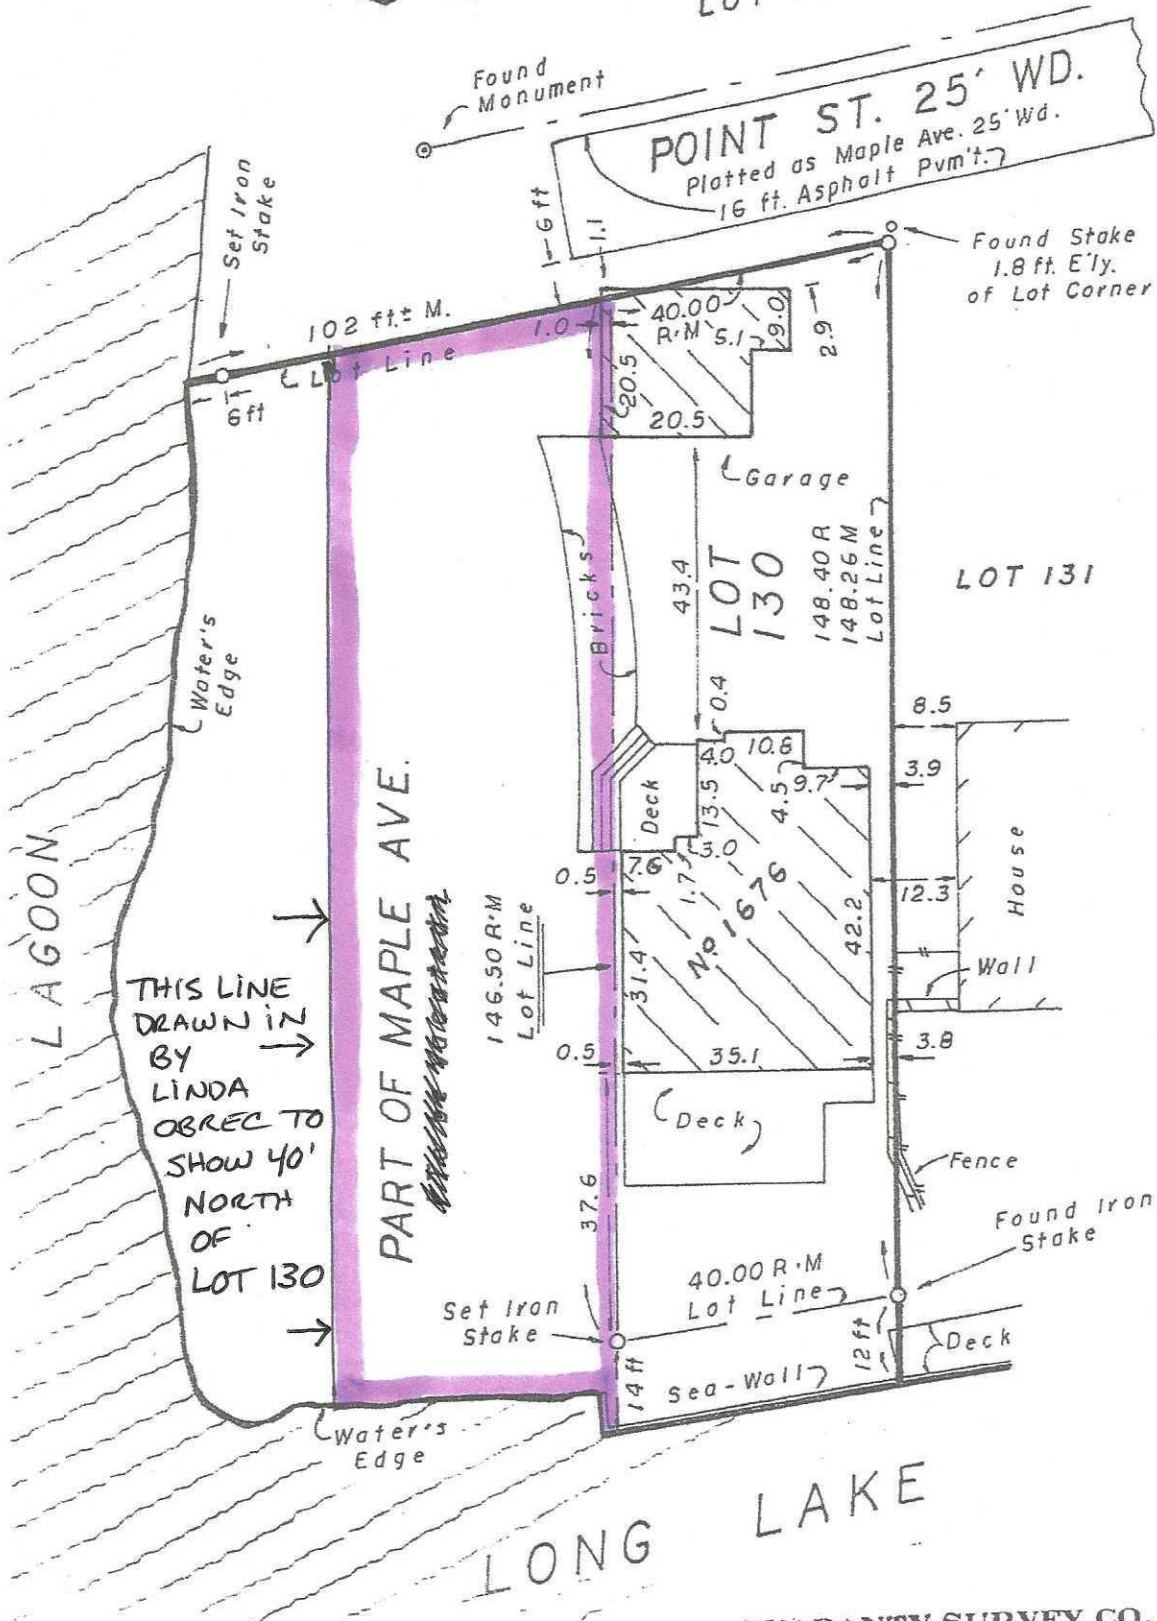 LOT
Found
Monument
POINT ST. 25' WD.
Platted as Maple Ave. 25' Wd.
16 ft. Asphalt Pvm't.
Set Iron
Stake
6 ft
1.1
Found Stake
1.8 ft. E'ly.
of Lot Corner
102 ft.± M.
Lot Line
6 ft
1.0
40.00
R·M
5.1
9.0
2.9
20.5
20.5
Garage
Bricks
43.4
LOT
130
148.40 R
148.26 M
Lot Line
LOT 131
Water's
Edge
LAGOON
0.4
8.5
4.0
10.8
4.5
9.7
3.9
Deck
13.5
3.0
7.6
1.7
0.5
No 1676
42.2
12.3
House
PART OF MAPLE AVE.
146.50 R·M
Lot Line
31.4
Wall
THIS LINE
DRAWN IN
BY
LINDA
OBREC TO
SHOW 40'
NORTH
OF
LOT 130
0.5
35.1
3.8
Deck
Fence
37.6
Found Iron
Stake
40.00 R·M
Lot Line
Set Iron
Stake
14 ft
12 ft
Deck
Sea-Wall
Water's
Edge
LONG LAKE
SURVEY CO.